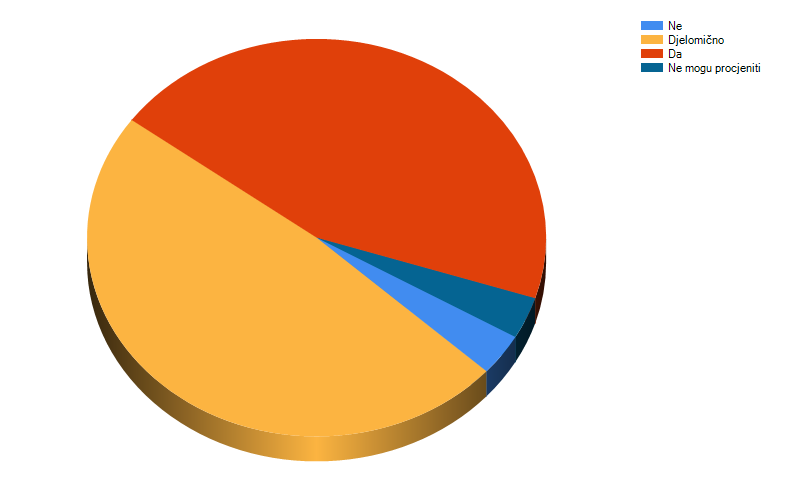 Ne
Djelomično
Da
Ne mogu procjeniti